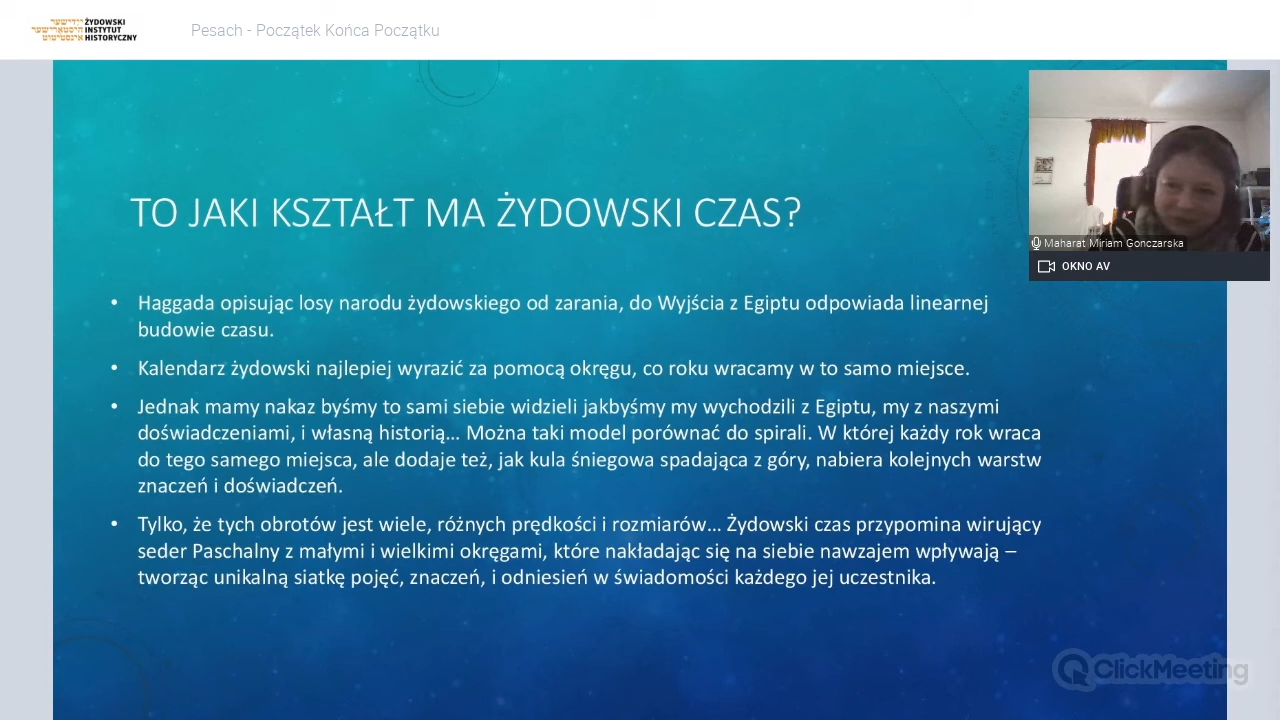 יידישער
היסטארישער
אינסטיטוט
ŻYDOWSKI
INSTYTUT
HISTORYCZNY
Pesach - Początek Końca Początku
TO JAKI KSZTAŁT MA ŻYDOWSKI CZAS?
• Haggada opisując losy narodu żydowskiego od zarania, do Wyjścia z Egiptu odpowiada linearnej
budowie czasu.
• Kalendarz żydowski najlepiej wyrazić za pomocą okręgu, co roku wracamy w to samo miejsce.
• Jednak mamy nakaz byśmy to sami siebie widzieli jakbyśmy my wychodzili z Egiptu, my z naszymi
doświadczeniami, i własną historią… Można taki model porównać do spirali. W której każdy rok wraca
do tego samego miejsca, ale dodaje też, jak kula śniegowa spadająca z góry, nabiera kolejnych warstw
znaczeń i doświadczeń.
• Tylko, że tych obrotów jest wiele, różnych prędkości i rozmiarów… Żydowski czas przypomina wirujący
seder Paschalny z małymi i wielkimi okręgami, które nakładając się na siebie nawzajem wpływają –
tworząc unikalną siatkę pojęć, znaczeń, i odniesień w świadomości każdego jej uczestnika.
Maharat Miriam Gonczarska
OKNO AV
ClickMeeting